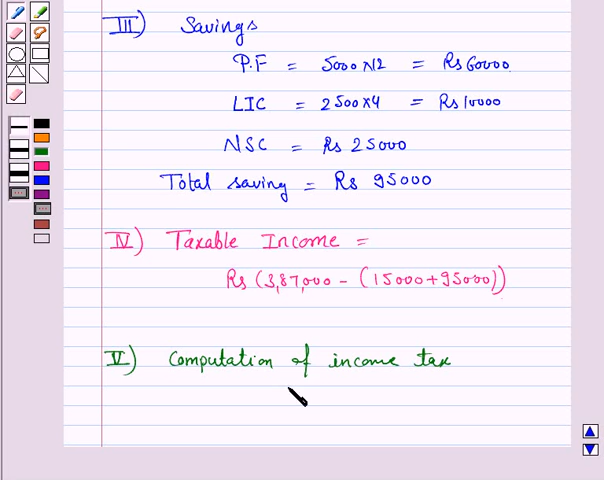 III) Savings
P.F = 5000×12 = Rs 60000
LIC = 2500×4 = Rs 10000
NSC = Rs 25000
Total saving = Rs 95000
IV) Taxable Income =
Rs (3,87,000 - (15000+95000))
V) Computation of income tax